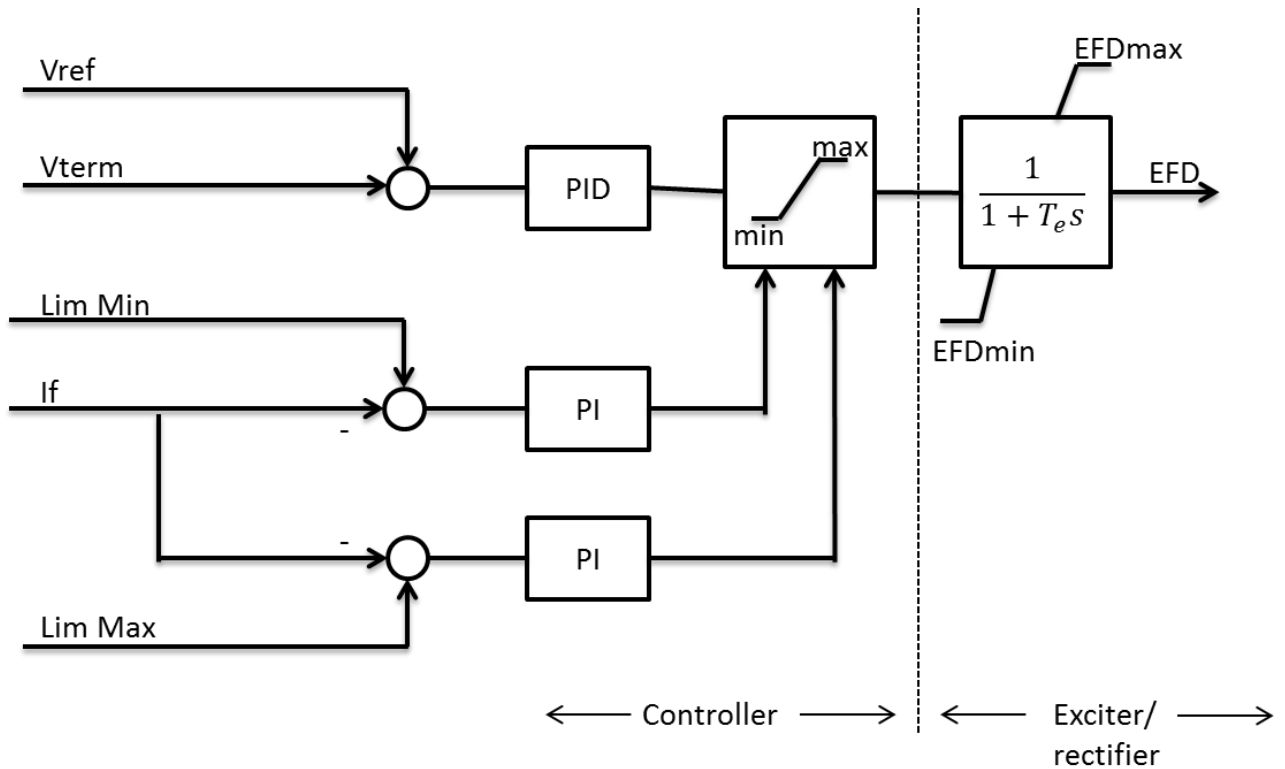 Vref
EFDmax
Vterm
PID
max
min
1
1 + Tₑs
EFD
Lim Min
EFDmin
If
-
PI
-
PI
Lim Max
Controller
Exciter/
rectifier